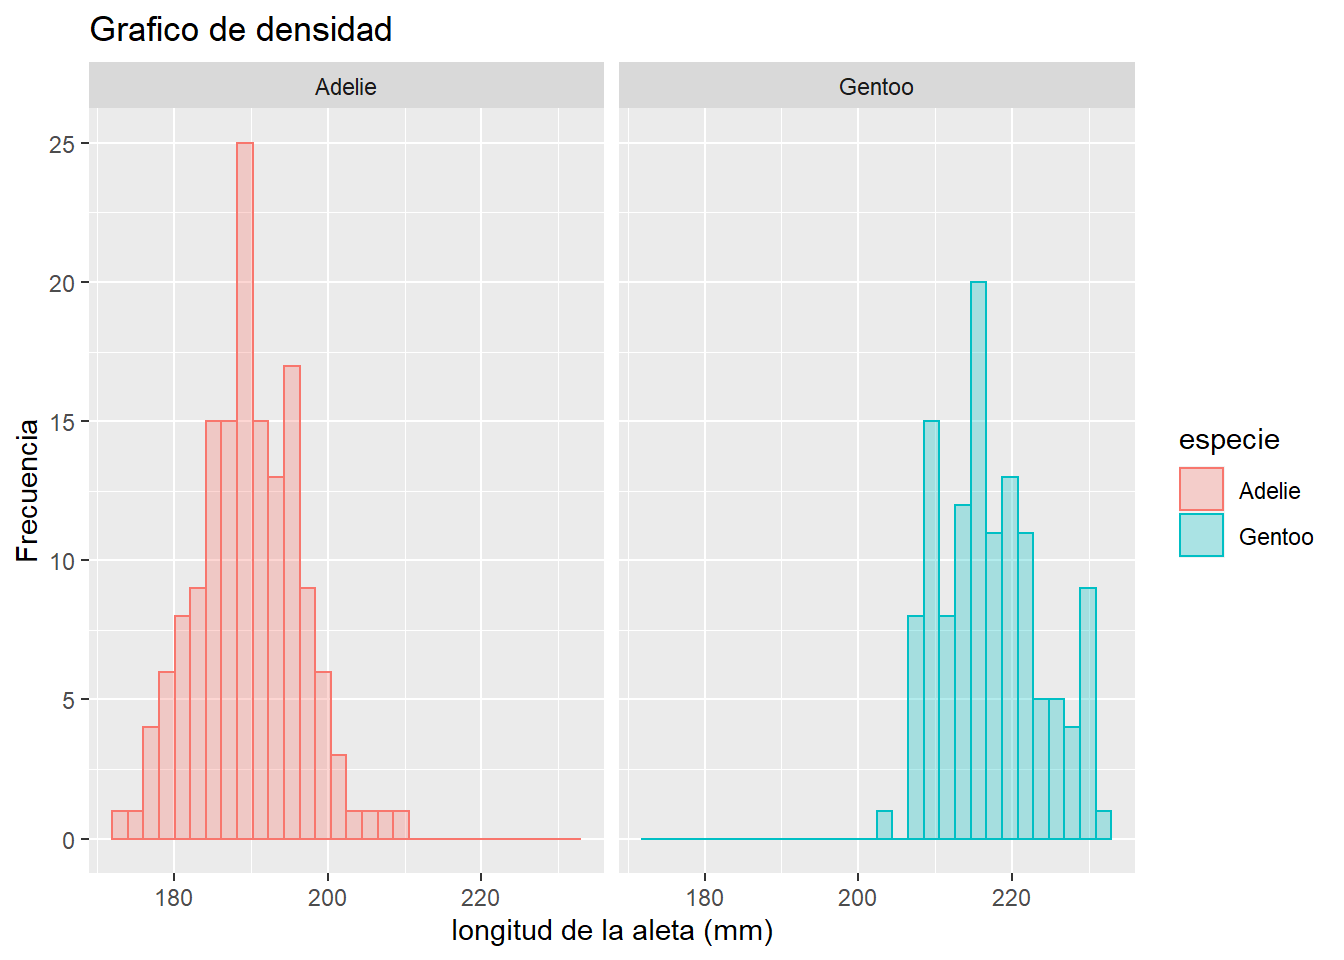 Grafico de densidad
Adelie
Gentoo
25
20
15
10
5
0
Frecuencia
180
200
220
180
200
220
longitud de la aleta (mm)
especie
Adelie
Gentoo